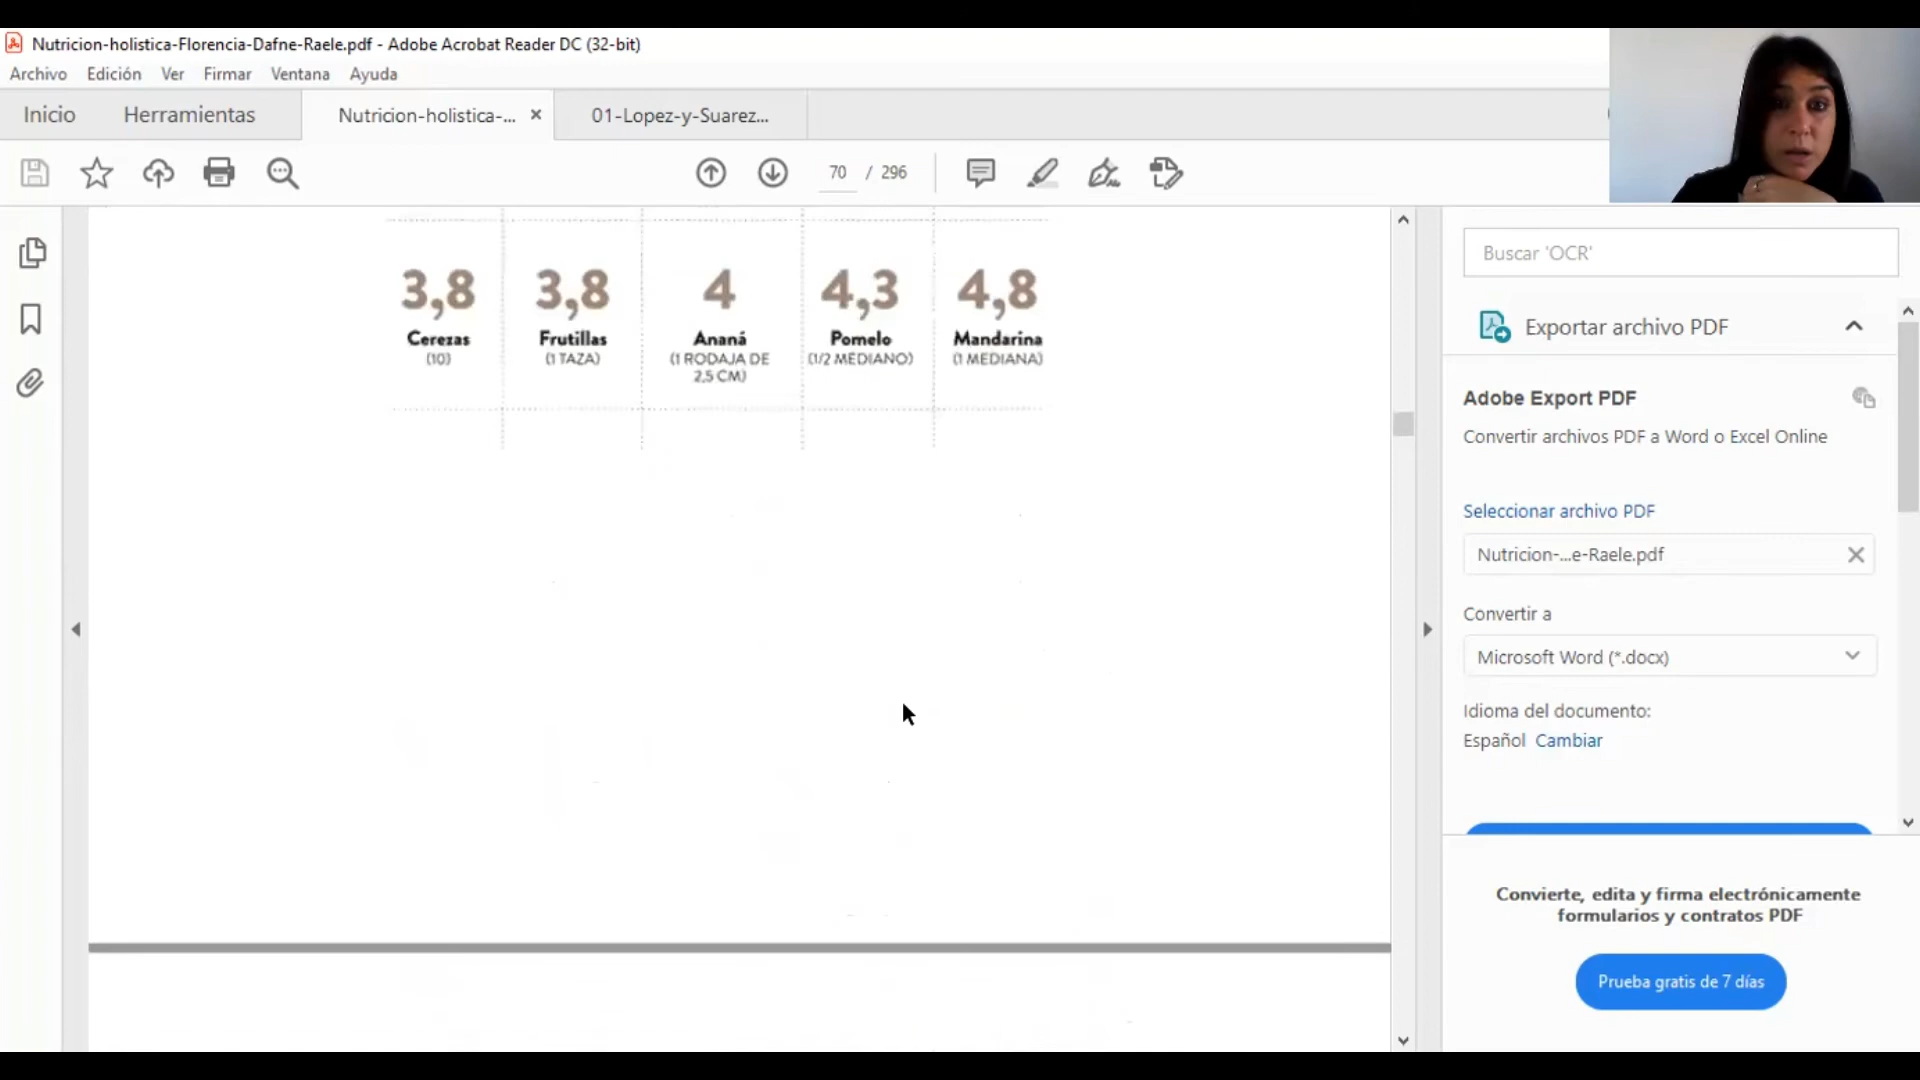 Nutricion-holistica-Florencia-Dafne-Raele.pdf - Adobe Acrobat Reader DC (32-bit)
Archivo Edición Ver Firmar Ventana Ayuda
Inicio Herramientas Nutricion-holistica-... × 01-Lopez-y-Suarez...
70 / 296
3,8 3,8 4 4,3 4,8
Cerezas Frutillas Ananá Pomelo Mandarina
(10) (1 TAZA) (1 RODAJA DE (1/2 MEDIANO) (1 MEDIANA)
2,5 CM)
Buscar 'OCR'
Exportar archivo PDF
Adobe Export PDF
Convertir archivos PDF a Word o Excel Online
Seleccionar archivo PDF
Nutricion-...e-Raele.pdf
Convertir a
Microsoft Word (*.docx)
Idioma del documento:
Español Cambiar
Convierte, edita y firma electrónicamente
formularios y contratos PDF
Prueba gratis de 7 días